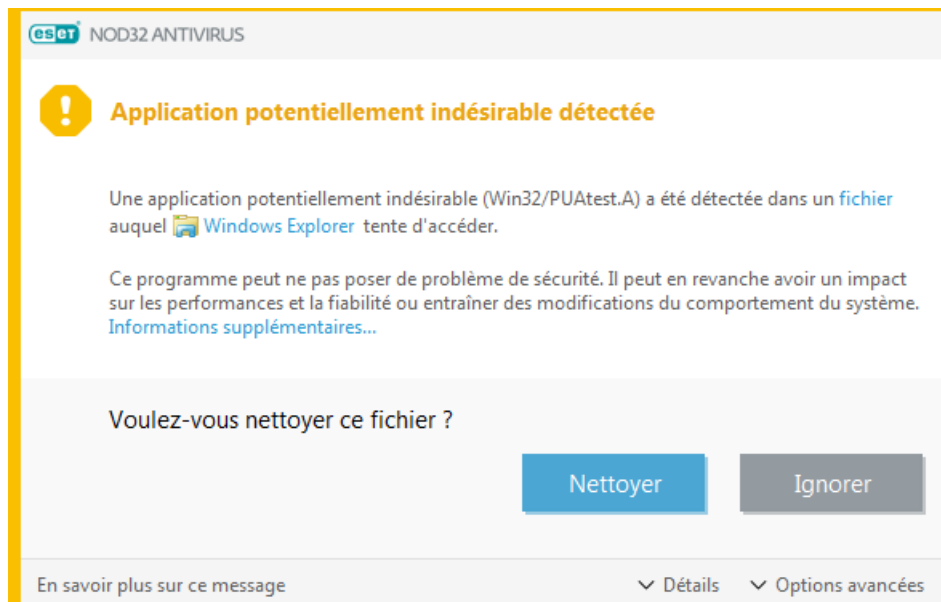 eset NOD32 ANTIVIRUS
Application potentiellement indésirable détectée
Une application potentiellement indésirable (Win32/PUAtest.A) a été détectée dans un fichier
auquel Windows Explorer tente d'accéder.
Ce programme peut ne pas poser de problème de sécurité. Il peut en revanche avoir un impact
sur les performances et la fiabilité ou entraîner des modifications du comportement du système.
Informations supplémentaires...
Voulez-vous nettoyer ce fichier ?
Nettoyer Ignorer
En savoir plus sur ce message Détails Options avancées